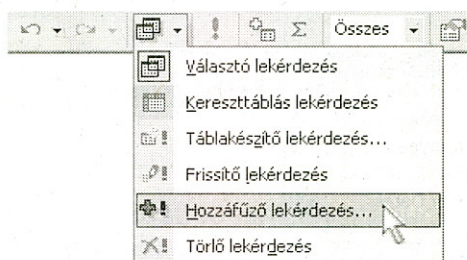 Összes
Választó lekérdezés
Kereszttáblás lekérdezés
Táblakészítő lekérdezés...
Frissítő lekérdezés
Hozzáfűző lekérdezés...
Törlő lekérdezés